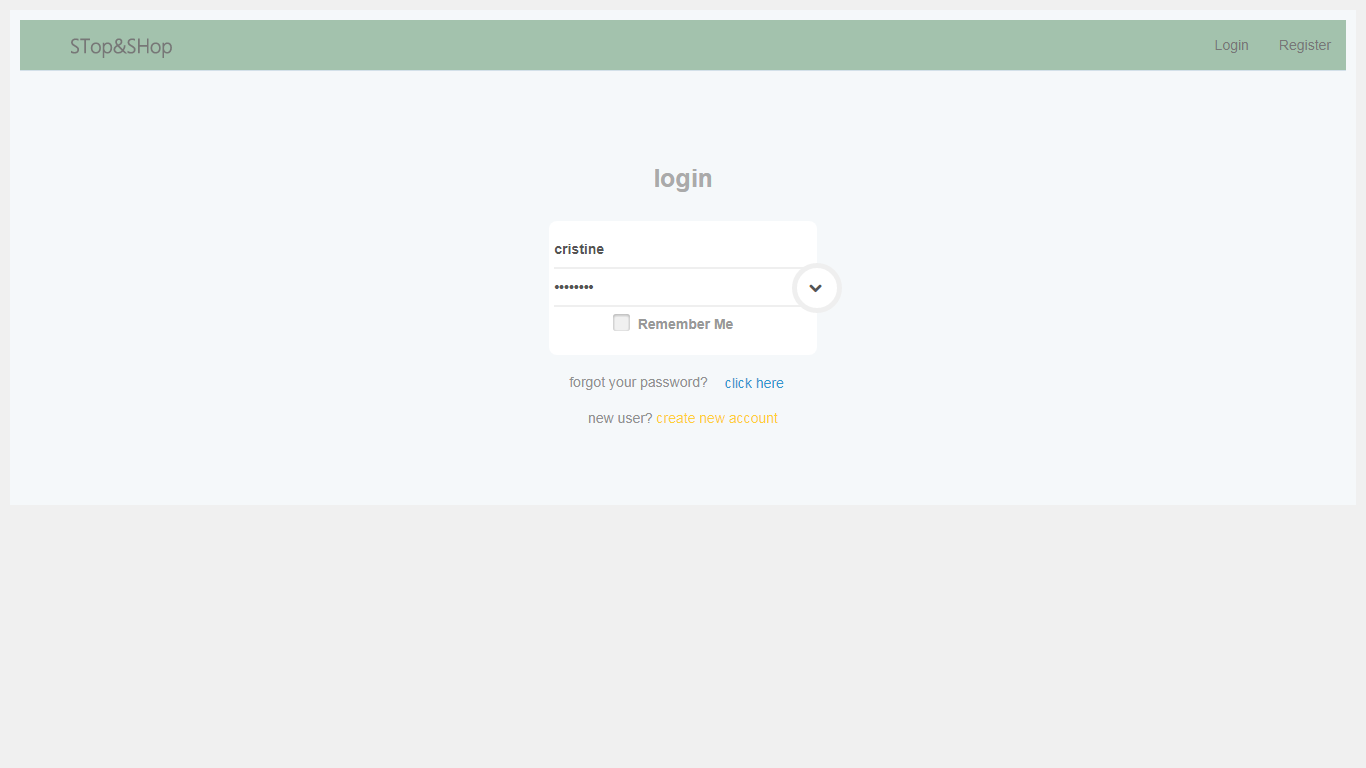 STop&SHop
Login Register
login
cristine
••••••••
Remember Me
forgot your password? click here
new user? create new account